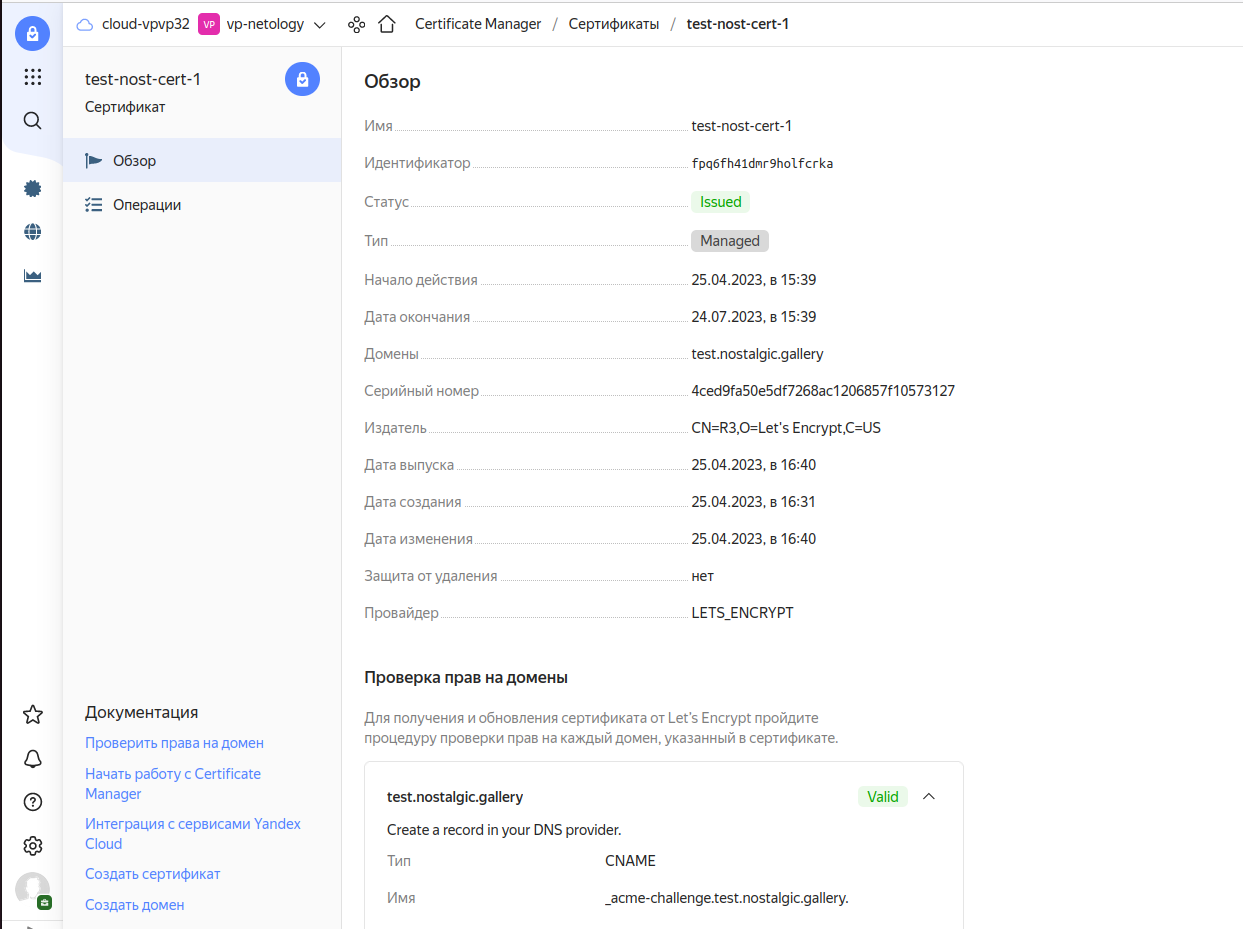 cloud-vpvp32 VP vp-netology Certificate Manager / Сертификаты / test-nost-cert-1
test-nost-cert-1
Сертификат
Обзор
Операции
Документация
Проверить права на домен
Начать работу с Certificate
Manager
Интеграция с сервисами Yandex
Cloud
Создать сертификат
Создать домен
Обзор
Имя test-nost-cert-1
Идентификатор fpq6fh41dmr9holfcrka
Статус Issued
Тип Managed
Начало действия 25.04.2023, в 15:39
Дата окончания 24.07.2023, в 15:39
Домены test.nostalgic.gallery
Серийный номер 4ced9fa50e5df7268ac1206857f10573127
Издатель CN=R3,O=Let's Encrypt,C=US
Дата выпуска 25.04.2023, в 16:40
Дата создания 25.04.2023, в 16:31
Дата изменения 25.04.2023, в 16:40
Защита от удаления нет
Провайдер LETS_ENCRYPT
Проверка прав на домены
Для получения и обновления сертификата от Let's Encrypt пройдите
процедуру проверки прав на каждый домен, указанный в сертификате.
test.nostalgic.gallery Valid
Create a record in your DNS provider.
Тип CNAME
Имя _acme-challenge.test.nostalgic.gallery.